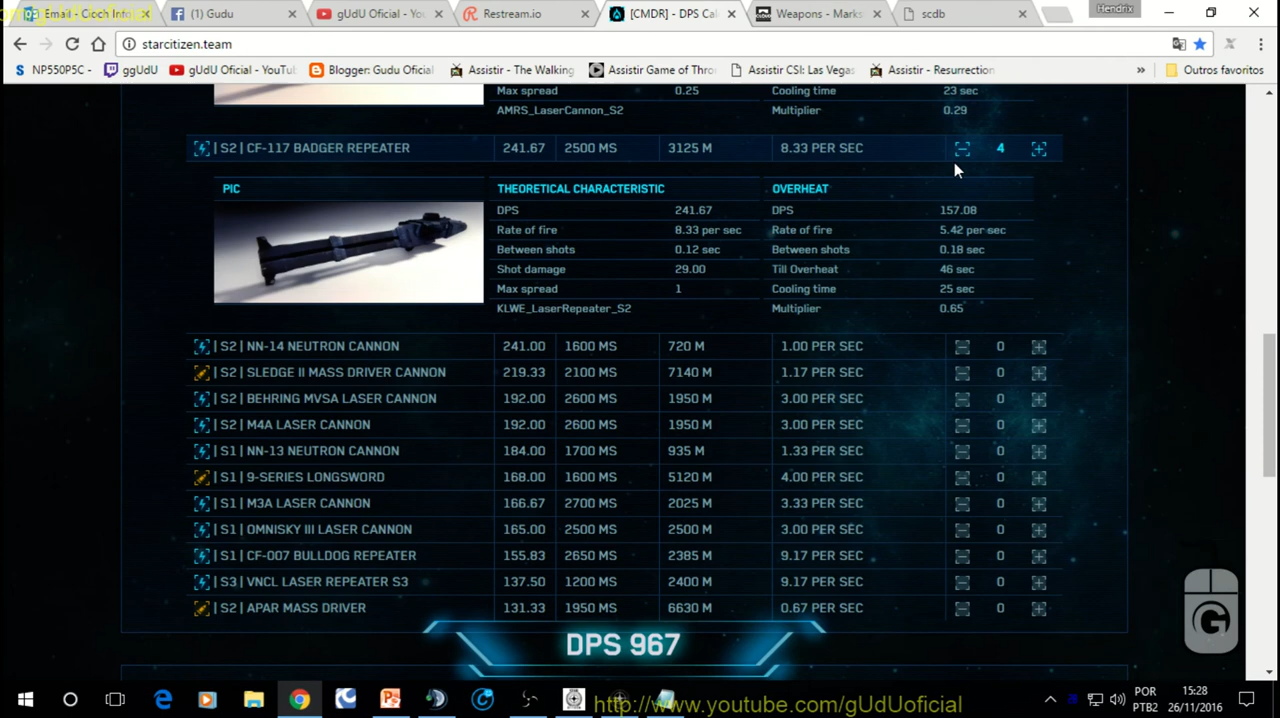 Email - Cloch Info
(1) Gudu
gUdU Oficial - You
Restream.io
[CMDR] - DPS Cal
Weapons - Marks
scdb
Hendrix
starcitizen.team
NP550P5C -
ggUdU
gUdU Oficial - YouTub
Blogger: Gudu Oficial
Assistir - The Walking
Assistir Game of Thro
Assistir CSI: Las Vegas
Assistir - Resurrection
»
Outros favoritos
Max spread 0.25 Cooling time 23 sec
AMRS_LaserCannon_S2 Multiplier 0.29
| S2 | CF-117 BADGER REPEATER 241.67 2500 MS 3125 M 8.33 PER SEC 4
PIC THEORETICAL CHARACTERISTIC OVERHEAT
DPS 241.67 DPS 157.08
Rate of fire 8.33 per sec Rate of fire 5.42 per sec
Between shots 0.12 sec Between shots 0.18 sec
Shot damage 29.00 Till Overheat 46 sec
Max spread 1 Cooling time 25 sec
KLWE_LaserRepeater_S2 Multiplier 0.65
| S2 | NN-14 NEUTRON CANNON 241.00 1600 MS 720 M 1.00 PER SEC 0
| S2 | SLEDGE II MASS DRIVER CANNON 219.33 2100 MS 7140 M 1.17 PER SEC 0
| S2 | BEHRING MVSA LASER CANNON 192.00 2600 MS 1950 M 3.00 PER SEC 0
| S2 | M4A LASER CANNON 192.00 2600 MS 1950 M 3.00 PER SEC 0
| S1 | NN-13 NEUTRON CANNON 184.00 1700 MS 935 M 1.33 PER SEC 0
| S1 | 9-SERIES LONGSWORD 168.00 1600 MS 5120 M 4.00 PER SEC 0
| S1 | M3A LASER CANNON 166.67 2700 MS 2025 M 3.33 PER SEC 0
| S1 | OMNISKY III LASER CANNON 165.00 2500 MS 2500 M 3.00 PER SEC 0
| S1 | CF-007 BULLDOG REPEATER 155.83 2650 MS 2385 M 9.17 PER SEC 0
| S3 | VNCL LASER REPEATER S3 137.50 1200 MS 2400 M 9.17 PER SEC 0
| S2 | APAR MASS DRIVER 131.33 1950 MS 6630 M 0.67 PER SEC 0
DPS 967
G
http://www.youtube.com/gUdUoficial
POR 15:28
PTB2 26/11/2016